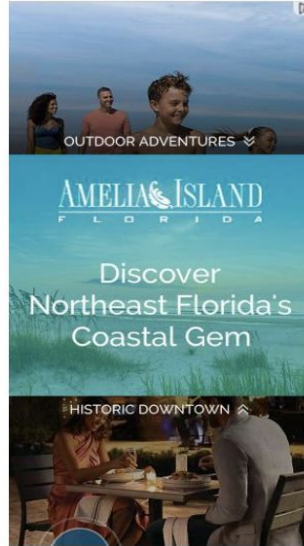 OUTDOOR ADVENTURES
AMELIA ISLAND
FLORIDA
Discover
Northeast Florida's
Coastal Gem
HISTORIC DOWNTOWN